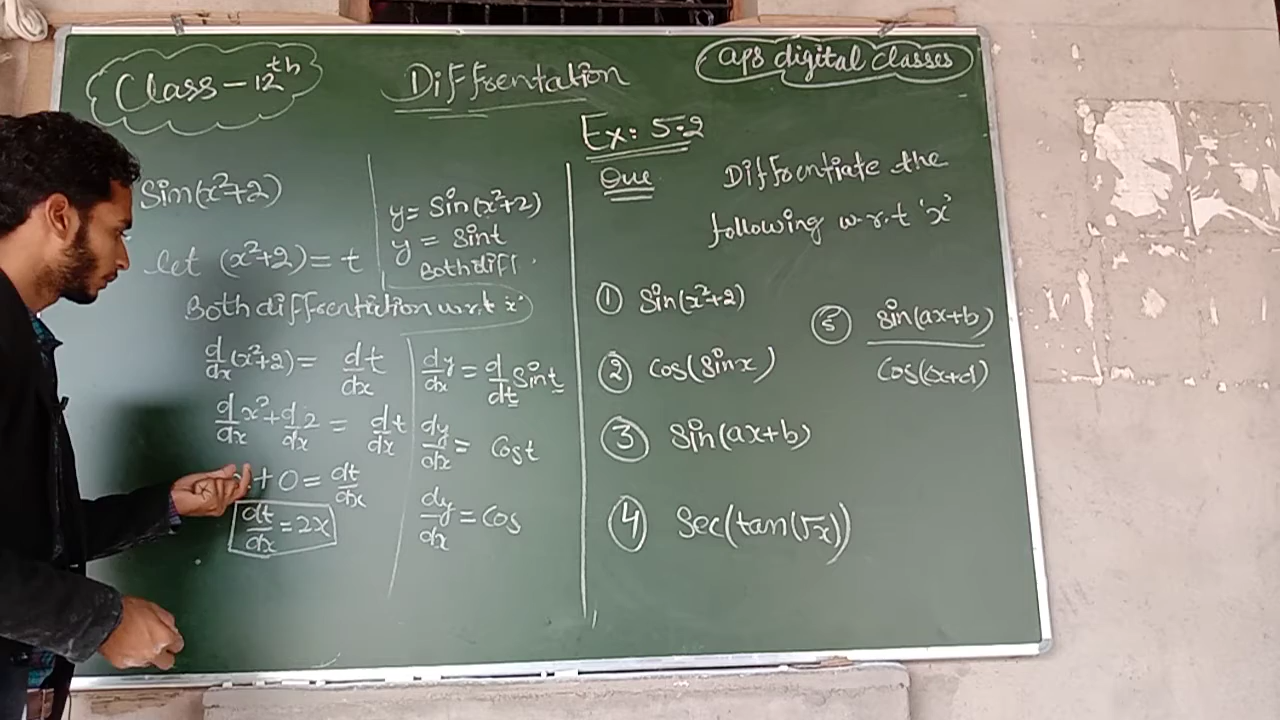 Class-12th
Diffrentation
aps digital classes
Ex: 5.2
Sin(x²+2)
let (x²+2) = t
Both diffrentiction w.r.t 'x'
d/dx (x²+2) = dt/dx
d/dx x² + d/dx 2 = dt/dx
+ 0 = dt/dx
dt/dx = 2x
y = Sin(x²+2)
y = Sint
Both diff.
dy/dx = d/dt Sint
dy/dx = Cost
dy/dx = Cos
Que
Diffrentiate the
following w.r.t 'x'
① Sin(x²+2)
② Cos(Sinx)
③ Sin(ax+b)
④ Sec(tan(√x))
⑤ Sin(ax+b)
Cos(cx+d)